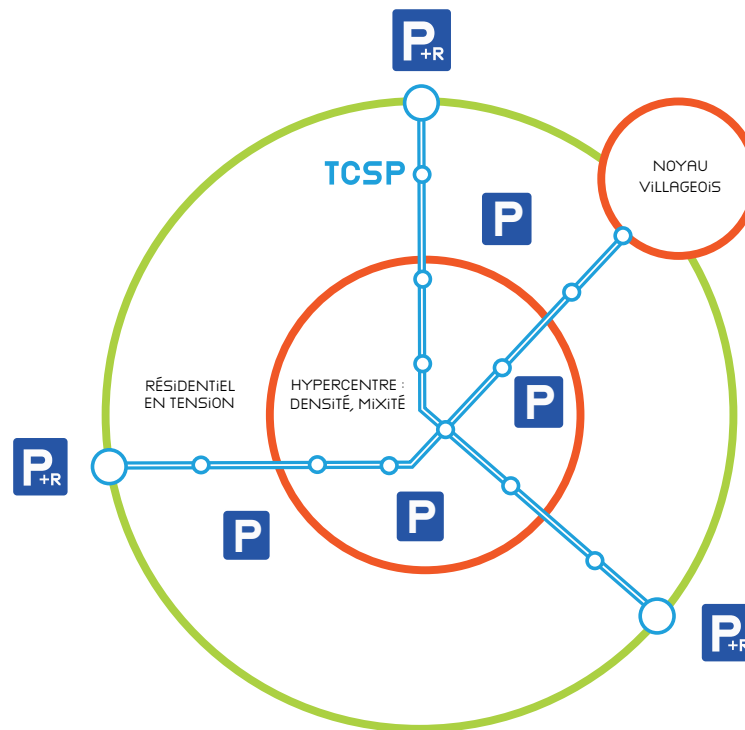 P+R
TCSP
NOYAU
VILLAGEOIS
P
RÉSIDENTIEL
EN TENSION
HYPERCENTRE :
DENSITÉ, MIXITÉ
P
P+R
P
P
P+R